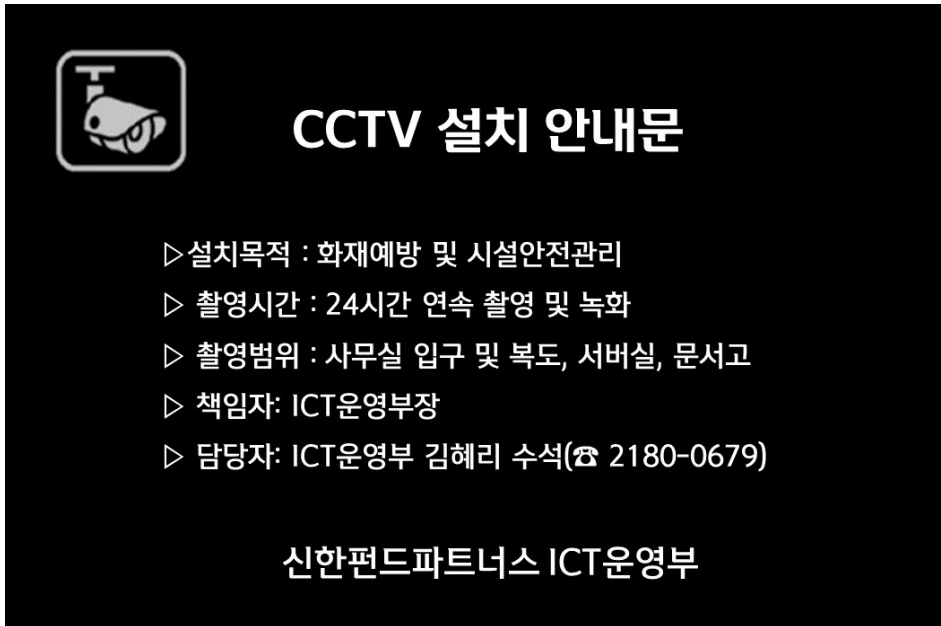 CCTV 설치 안내문
▷설치목적 : 화재예방 및 시설안전관리
▷ 촬영시간 : 24시간 연속 촬영 및 녹화
▷ 촬영범위 : 사무실 입구 및 복도, 서버실, 문서고
▷ 책임자: ICT운영부장
▷ 담당자: ICT운영부 김혜리 수석(☎ 2180-0679)
신한펀드파트너스 ICT운영부